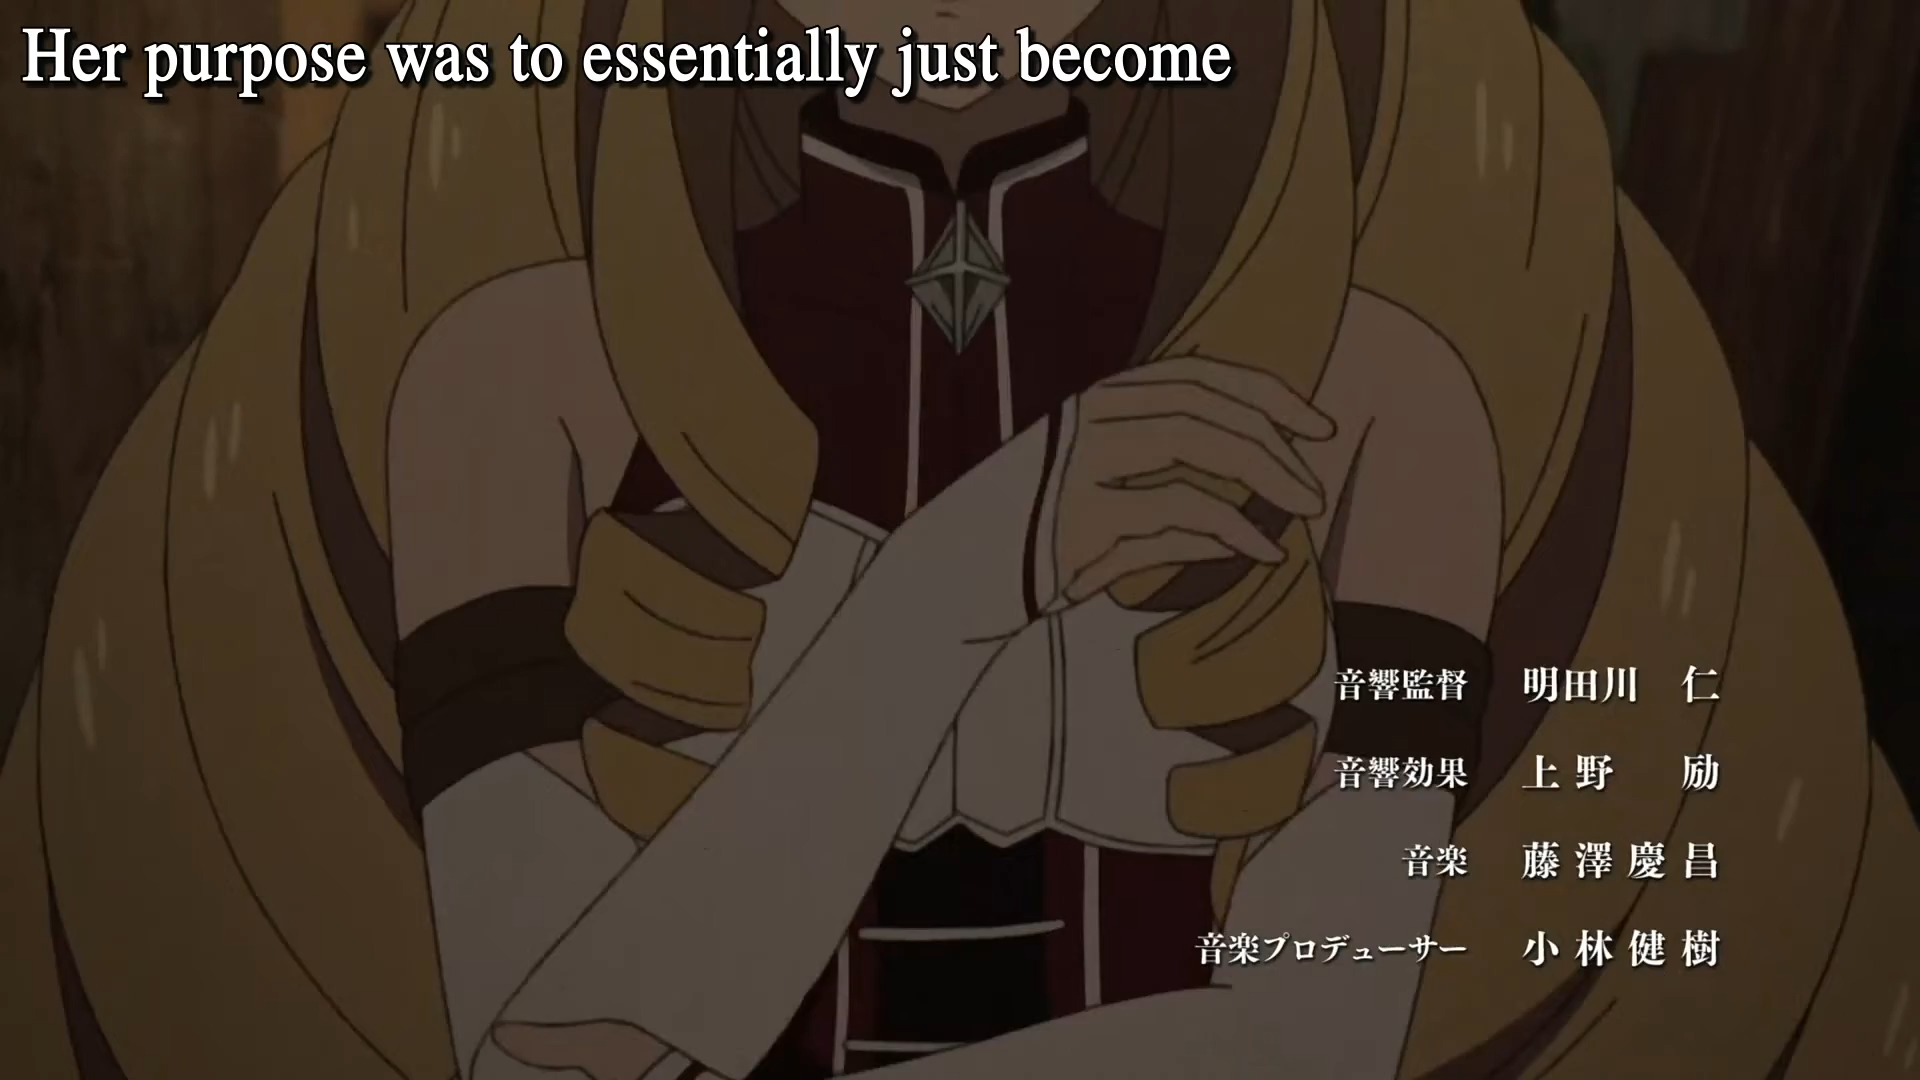 Her purpose was to essentially just become
音響監督 明田川 仁
音響効果 上野 励
音楽 藤澤慶昌
音楽プロデューサー 小林健樹